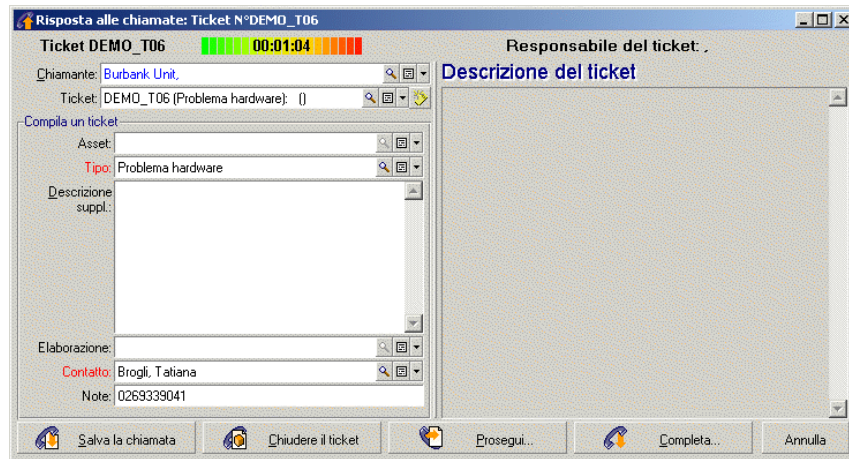 Risposta alle chiamate: Ticket N°DEMO_T06
Ticket DEMO_T06 00:01:04 Responsabile del ticket: ,
Chiamante: Burbank Unit,
Ticket: DEMO_T06 (Problema hardware): ()
Compila un ticket
Asset:
Tipo: Problema hardware
Descrizione
suppl.:
Elaborazione:
Contatto: Brogli, Tatiana
Note: 0269339041
Descrizione del ticket
Salva la chiamata Chiudere il ticket Prosegui... Completa... Annulla